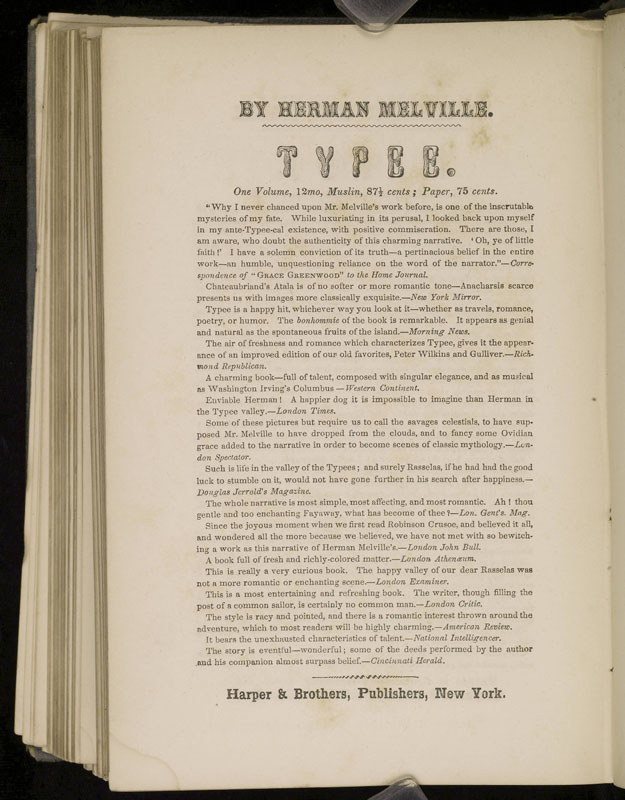 BY HERMAN MELVILLE.
TYPEE.
One Volume, 12mo, Muslin, 87½ cents; Paper, 75 cents.
"Why I never chanced upon Mr. Melville's work before, is one of the inscrutable
mysteries of my fate. While luxuriating in its perusal, I looked back upon myself
in my ante-Typee-cal existence, with positive commiseration. There are those, I
am aware, who doubt the authenticity of this charming narrative. 'Oh, ye of little
faith!' I have a solemn conviction of its truth—a pertinacious belief in the entire
work—an humble, unquestioning reliance on the word of the narrator."—Corre-
spondence of "GRACE GREENWOOD" to the Home Journal.
Chateaubriand's Atala is of no softer or more romantic tone—Anacharsis scarce
presents us with images more classically exquisite.—New York Mirror.
Typee is a happy hit, whichever way you look at it—whether as travels, romance,
poetry, or humor. The bonhommie of the book is remarkable. It appears as genial
and natural as the spontaneous fruits of the island.—Morning News.
The air of freshness and romance which characterizes Typee, gives it the appear-
ance of an improved edition of our old favorites, Peter Wilkins and Gulliver.—Rich-
mond Republican.
A charming book—full of talent, composed with singular elegance, and as musical
as Washington Irving's Columbus—Western Continent.
Enviable Herman! A happier dog it is impossible to imagine than Herman in
the Typee valley.—London Times.
Some of these pictures but require us to call the savages celestials, to have sup-
posed Mr. Melville to have dropped from the clouds, and to fancy some Ovidian
grace added to the narrative in order to become scenes of classic mythology.—Lon-
don Spectator.
Such is life in the valley of the Typees; and surely Rasselas, if he had had the good
luck to stumble on it, would not have gone further in his search after happiness.—
Douglas Jerrold's Magazine.
The whole narrative is most simple, most affecting, and most romantic. Ah! thou
gentle and too enchanting Fayaway, what has become of thee?—Lon. Gent's. Mag.
Since the joyous moment when we first read Robinson Crusoe, and believed it all,
and wondered all the more because we believed, we have not met with so bewitch-
ing a work as this narrative of Herman Melville's.—London John Bull.
A book full of fresh and richly-colored matter.—London Athenæum.
This is really a very curious book. The happy valley of our dear Rasselas was
not a more romantic or enchanting scene.—London Examiner.
This is a most entertaining and refreshing book. The writer, though filling the
post of a common sailor, is certainly no common man.—London Critic.
The style is racy and pointed, and there is a romantic interest thrown around the
adventure, which to most readers will be highly charming.—American Review.
It bears the unexhausted characteristics of talent.—National Intelligencer.
The story is eventful—wonderful; some of the deeds performed by the author
and his companion almost surpass belief.—Cincinnati Herald.
Harper & Brothers, Publishers, New York.